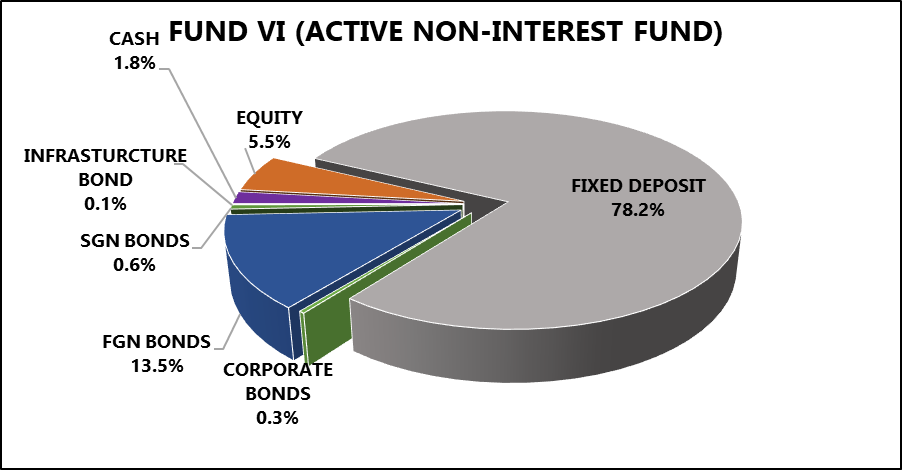 FUND VI (ACTIVE NON-INTEREST FUND)
CASH
1.8%
EQUITY
5.5%
INFRASTURCTURE
BOND
0.1%
SGN BONDS
0.6%
FGN BONDS
13.5%
CORPORATE
BONDS
0.3%
FIXED DEPOSIT
78.2%